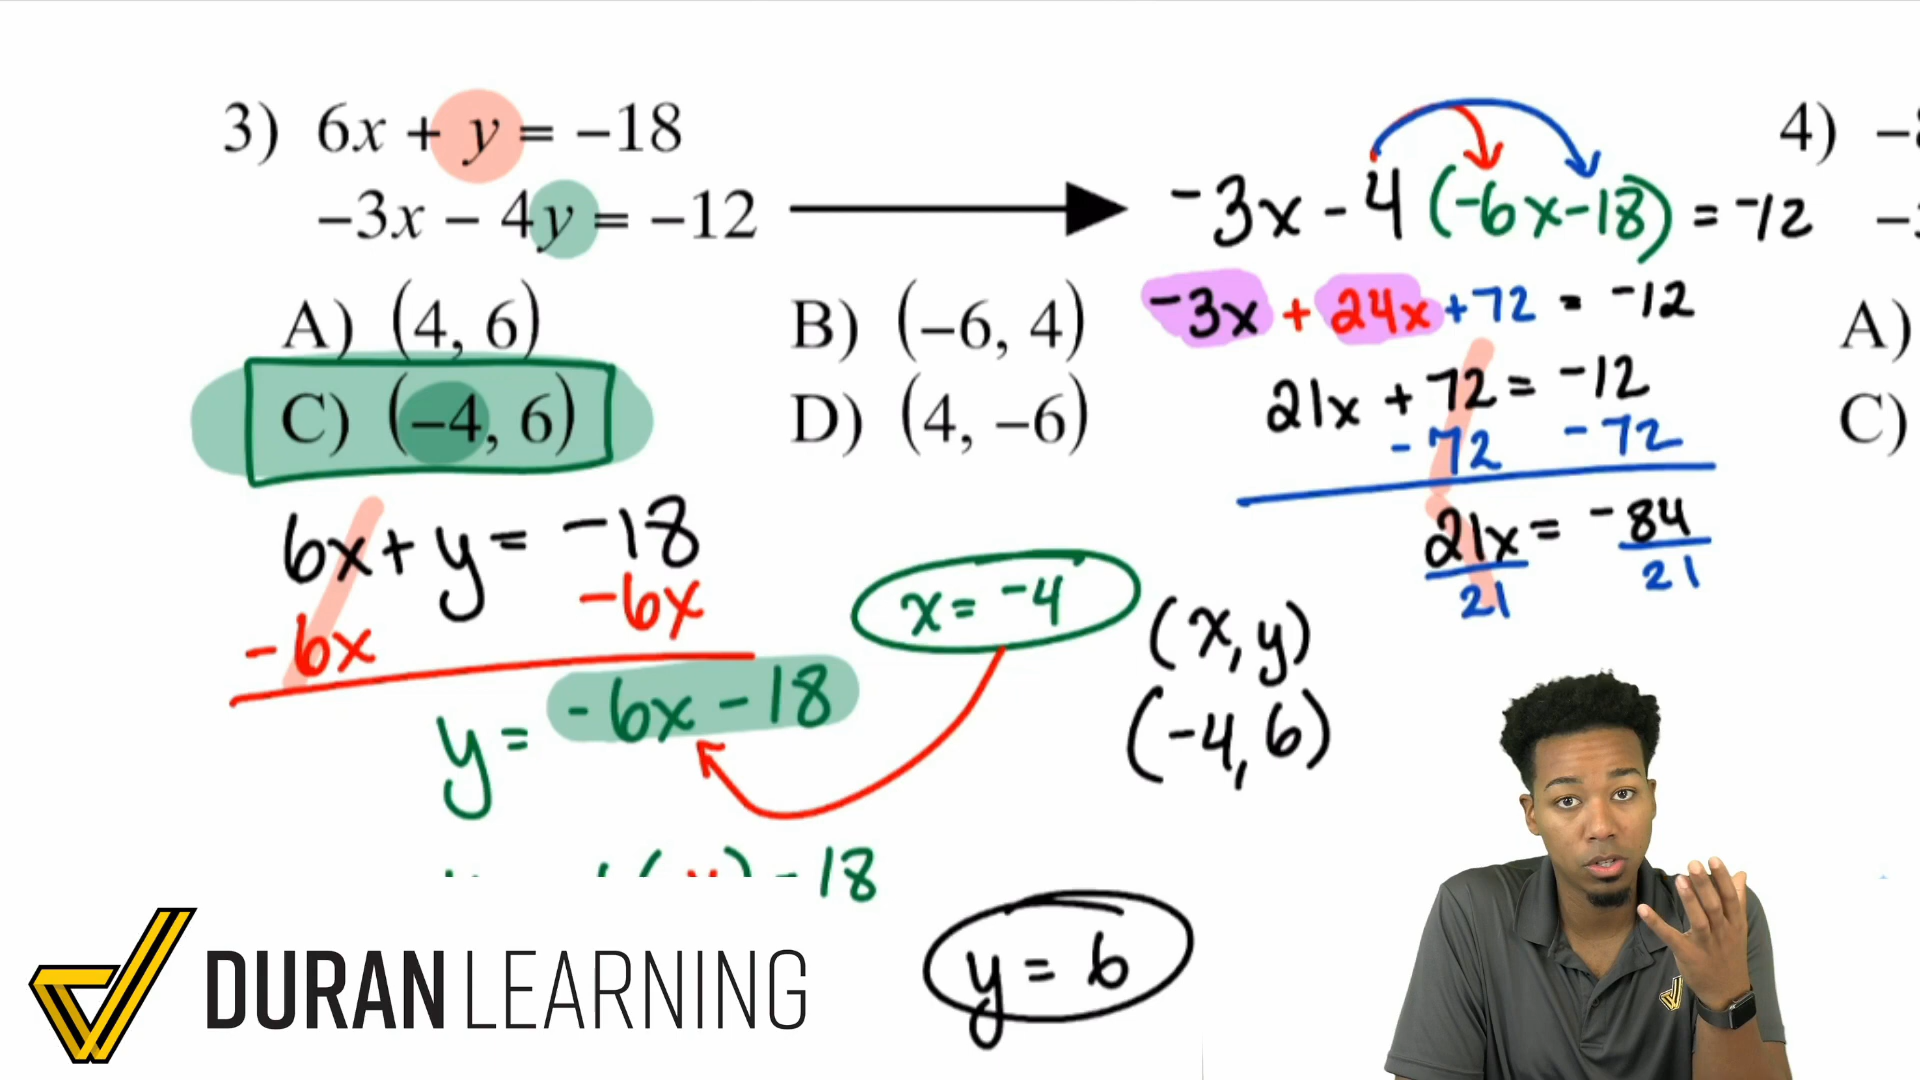 3) 6x + y = −18
−3x − 4y = −12
A) (4, 6)
B) (−6, 4)
C) (−4, 6)
D) (4, −6)
6x + y = -18
-6x -6x
y = -6x - 18
x = -4
18
y = 6
-3x - 4(-6x-18) = -12
-3x + 24x + 72 = -12
21x + 72 = -12
-72 -72
21x = -84
21 21
(x, y)
(-4, 6)
4)
A)
C)
DURAN LEARNING